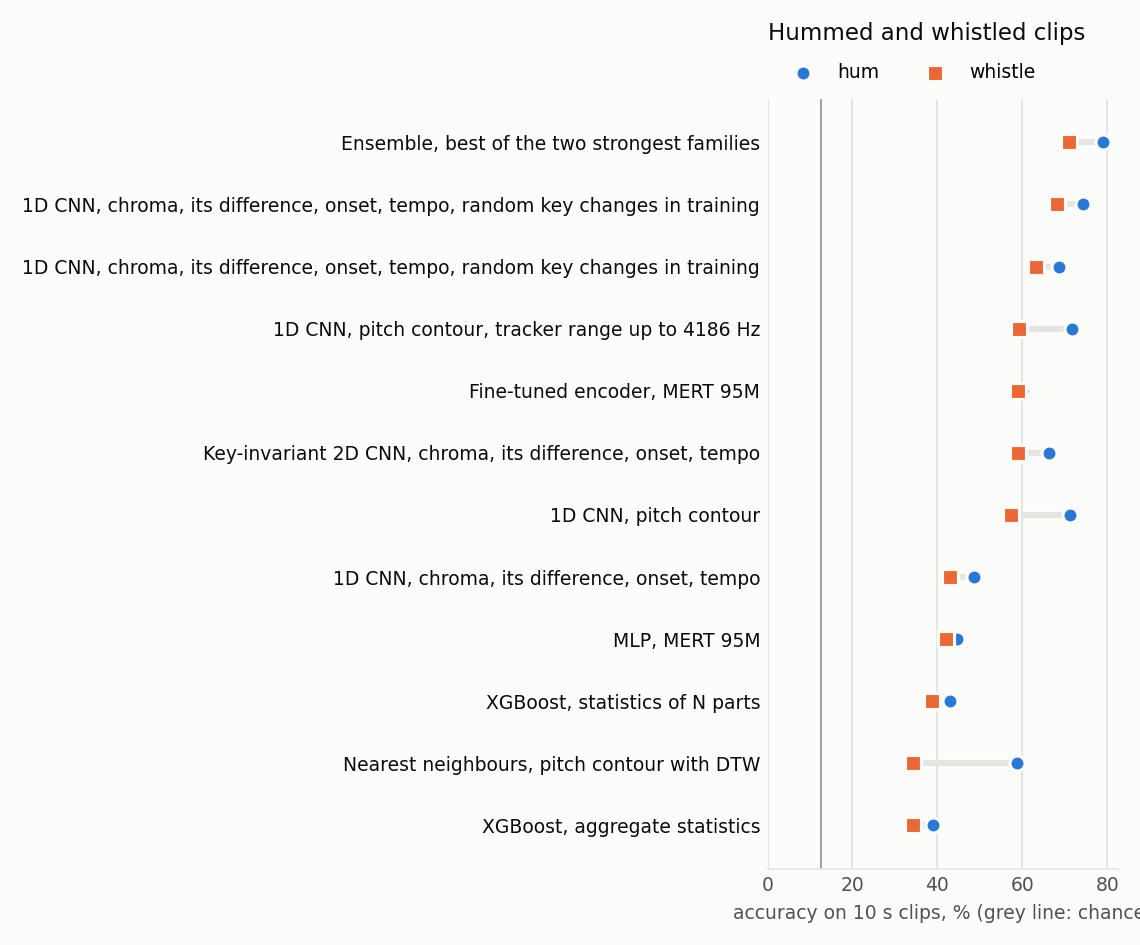 Hummed and whistled clips
hum whistle
Ensemble, best of the two strongest families
1D CNN, chroma, its difference, onset, tempo, random key changes in training
1D CNN, chroma, its difference, onset, tempo, random key changes in training
1D CNN, pitch contour, tracker range up to 4186 Hz
Fine-tuned encoder, MERT 95M
Key-invariant 2D CNN, chroma, its difference, onset, tempo
1D CNN, pitch contour
1D CNN, chroma, its difference, onset, tempo
MLP, MERT 95M
XGBoost, statistics of N parts
Nearest neighbours, pitch contour with DTW
XGBoost, aggregate statistics
0 20 40 60 80
accuracy on 10 s clips, % (grey line: chance